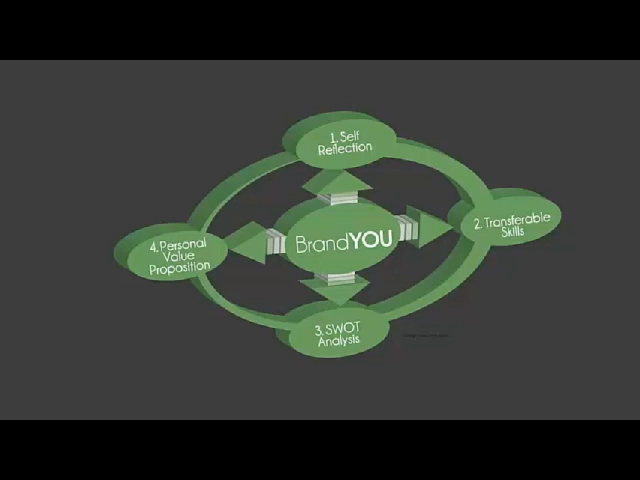 1. Self
Reflection
2. Transferable
Skills
BrandYOU
4. Personal
Value
Proposition
3. SWOT
Analysis